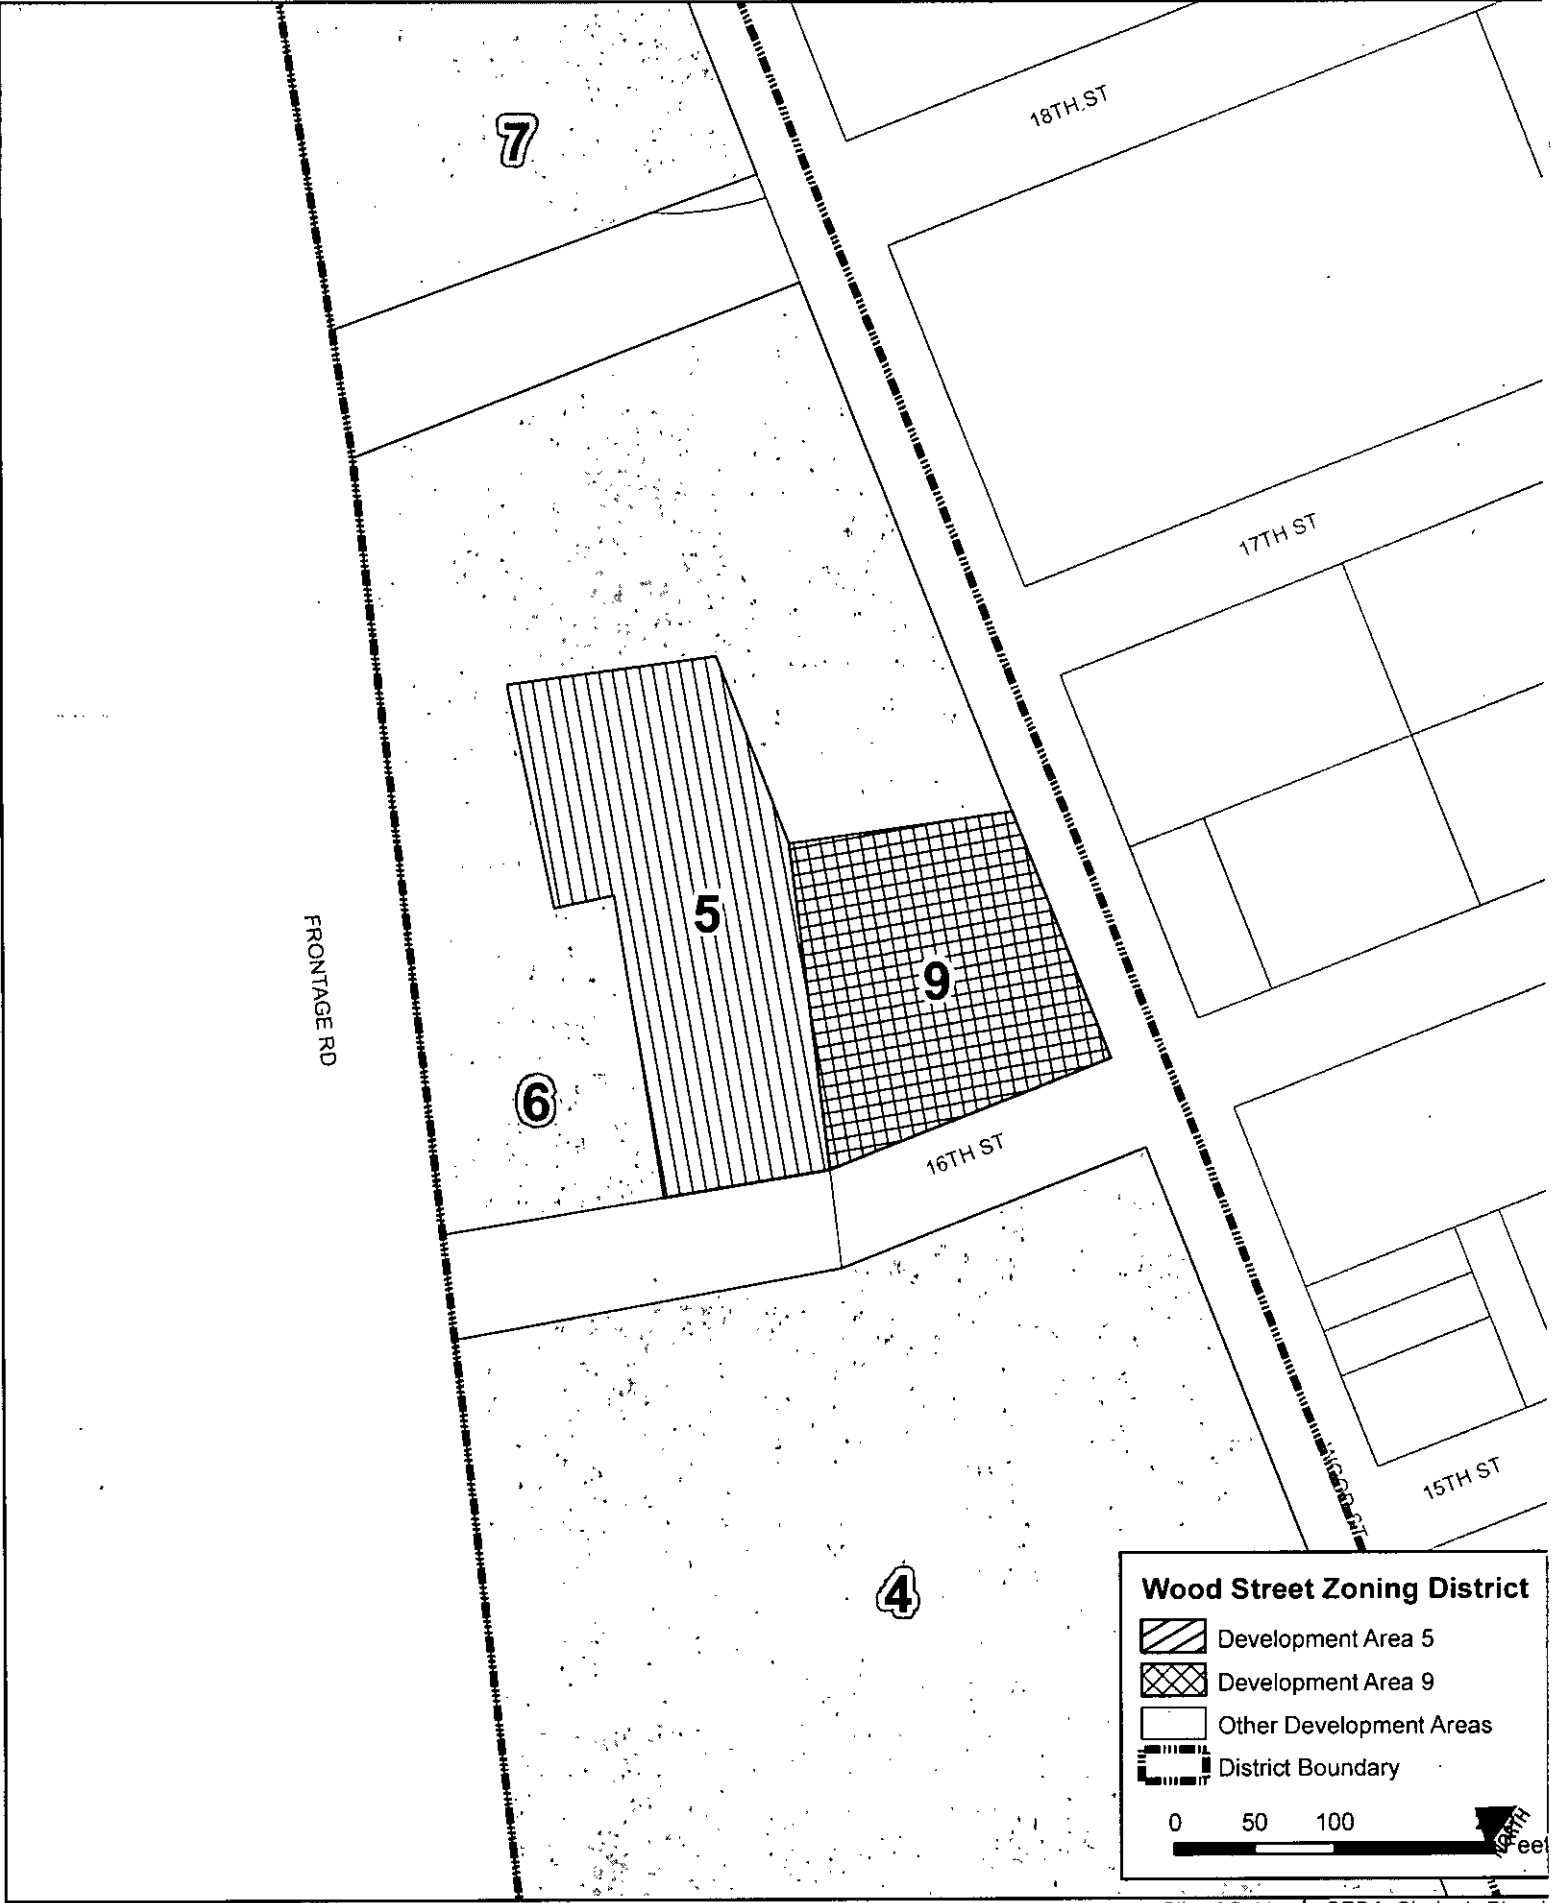 7
18TH ST
17TH ST
5
9
FRONTAGE RD
6
16TH ST
15TH ST
4
Wood Street Zoning District
Development Area 5
Development Area 9
Other Development Areas
District Boundary
0 50 100
Feet